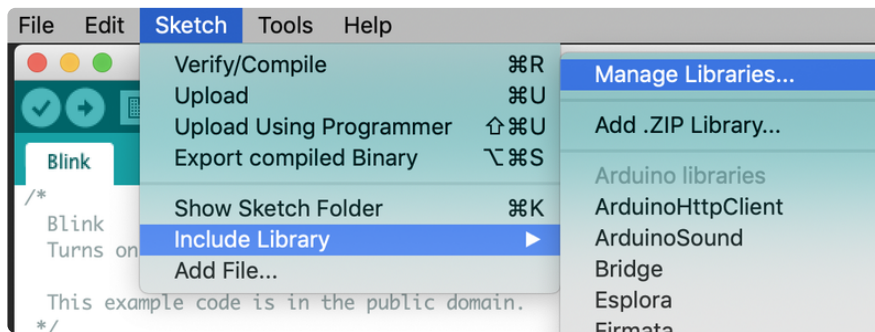 File Edit Sketch Tools Help
Verify/Compile ⌘R
Upload ⌘U
Upload Using Programmer ⇧⌘U
Export compiled Binary ⌥⌘S
Show Sketch Folder ⌘K
Include Library ▶
Add File...
Manage Libraries...
Add .ZIP Library...
Arduino libraries
ArduinoHttpClient
ArduinoSound
Bridge
Esplora
Firmata
Blink
/*
Blink
Turns on
This example code is in the public domain.
*/